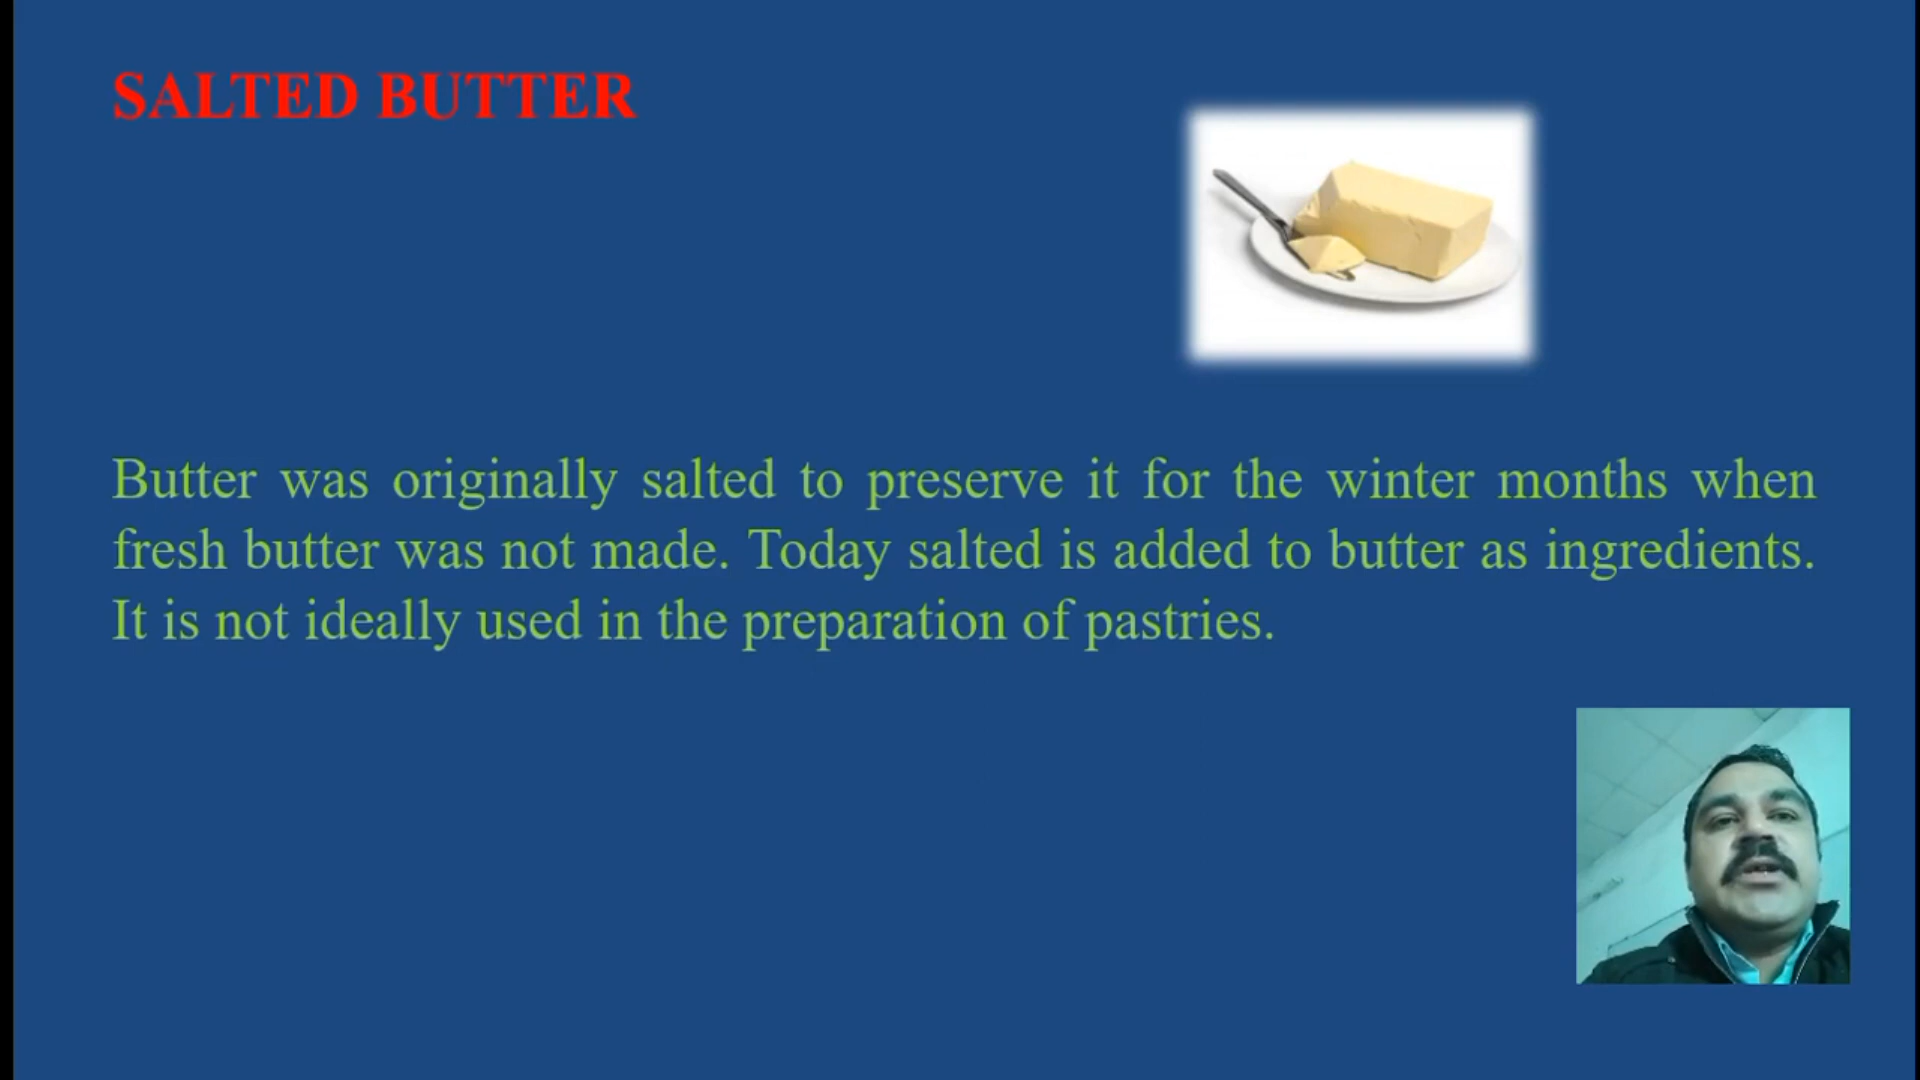 SALTED BUTTER
Butter was originally salted to preserve it for the winter months when
fresh butter was not made. Today salted is added to butter as ingredients.
It is not ideally used in the preparation of pastries.